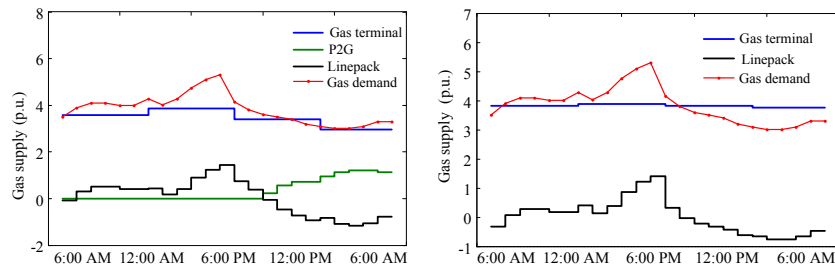 8
6
4
2
0
-2
Gas supply (p.u.)
Gas terminal
P2G
Linepack
Gas demand
6:00 AM 12:00 AM 6:00 PM 12:00 PM 6:00 AM
7
6
5
4
3
2
1
0
-1
Gas supply (p.u.)
Gas terminal
Linepack
Gas demand
6:00 AM 12:00 AM 6:00 PM 12:00 PM 6:00 AM